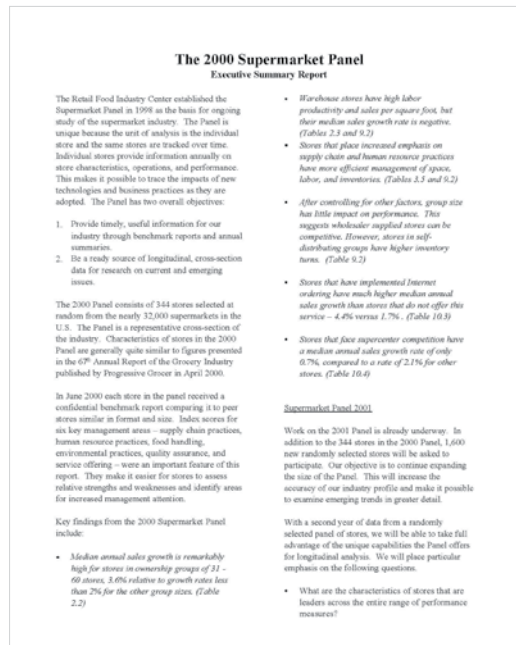 The 2000 Supermarket Panel
Executive Summary Report
The Retail Food Industry Center established the
Supermarket Panel in 1998 as the basis for ongoing
study of the supermarket industry. The Panel is
unique because the unit of analysis is the individual
store and the same stores are tracked over time.
Individual stores provide information annually on
store characteristics, operations, and performance.
This makes it possible to trace the impacts of new
technologies and business practices as they are
adopted. The Panel has two overall objectives:
1. Provide timely, useful information for our
industry through benchmark reports and annual
summaries.
2. Be a ready source of longitudinal, cross-section
data for research on current and emerging
issues.
The 2000 Panel consists of 344 stores selected at
random from the nearly 32,000 supermarkets in the
U.S. The Panel is a representative cross-section of
the industry. Characteristics of stores in the 2000
Panel are generally quite similar to figures presented
in the 67th Annual Report of the Grocery Industry
published by Progressive Grocer in April 2000.
In June 2000 each store in the panel received a
confidential benchmark report comparing it to peer
stores similar in format and size. Index scores for
six key management areas – supply chain practices,
human resource practices, food handling,
environmental practices, quality assurance, and
service offering – were an important feature of this
report. They make it easier for stores to assess
relative strengths and weaknesses and identify areas
for increased management attention.
Key findings from the 2000 Supermarket Panel
include:
• Median annual sales growth is remarkably
high for stores in ownership groups of 31 -
60 stores, 3.6% relative to growth rates less
than 2% for the other group sizes. (Table
2.2)
• Warehouse stores have high labor
productivity and sales per square foot, but
their median sales growth rate is negative.
(Tables 2.3 and 9.2)
• Stores that place increased emphasis on
supply chain and human resource practices
have more efficient management of space,
labor, and inventories. (Tables 3.5 and 9.2)
• After controlling for other factors, group size
has little impact on performance. This
suggests wholesaler supplied stores can be
competitive. However, stores in self-
distributing groups have higher inventory
turns. (Table 9.2)
• Stores that have implemented Internet
ordering have much higher median annual
sales growth than stores that do not offer this
service – 4.4% versus 1.7% . (Table 10.3)
• Stores that face supercenter competition have
a median annual sales growth rate of only
0.7%, compared to a rate of 2.1% for other
stores. (Table 10.4)
Supermarket Panel 2001
Work on the 2001 Panel is already underway. In
addition to the 344 stores in the 2000 Panel, 1,600
new randomly selected stores will be asked to
participate. Our objective is to continue expanding
the size of the Panel. This will increase the
accuracy of our industry profile and make it possible
to examine emerging trends in greater detail.
With a second year of data from a randomly
selected panel of stores, we will be able to take full
advantage of the unique capabilities the Panel offers
for longitudinal analysis. We will place particular
emphasis on the following questions.
• What are the characteristics of stores that are
leaders across the entire range of performance
measures?